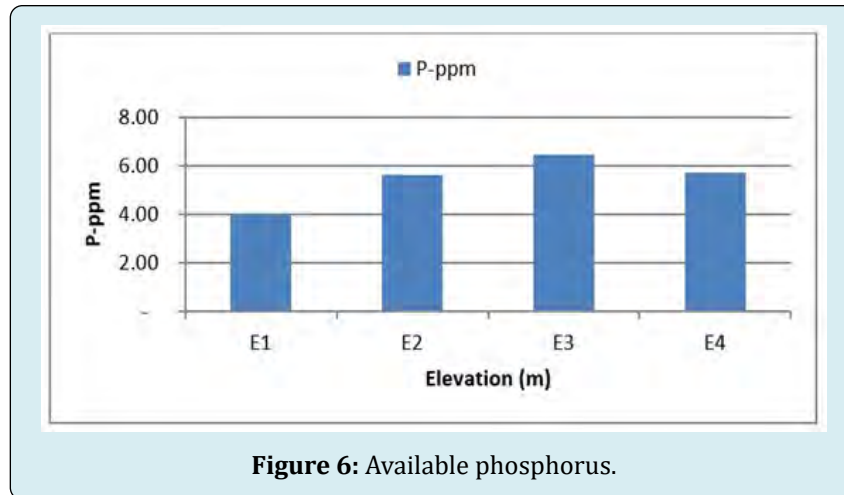 P-ppm
8.00
6.00
4.00
2.00
-
P-ppm
E1 E2 E3 E4
Elevation (m)
Figure 6: Available phosphorus.